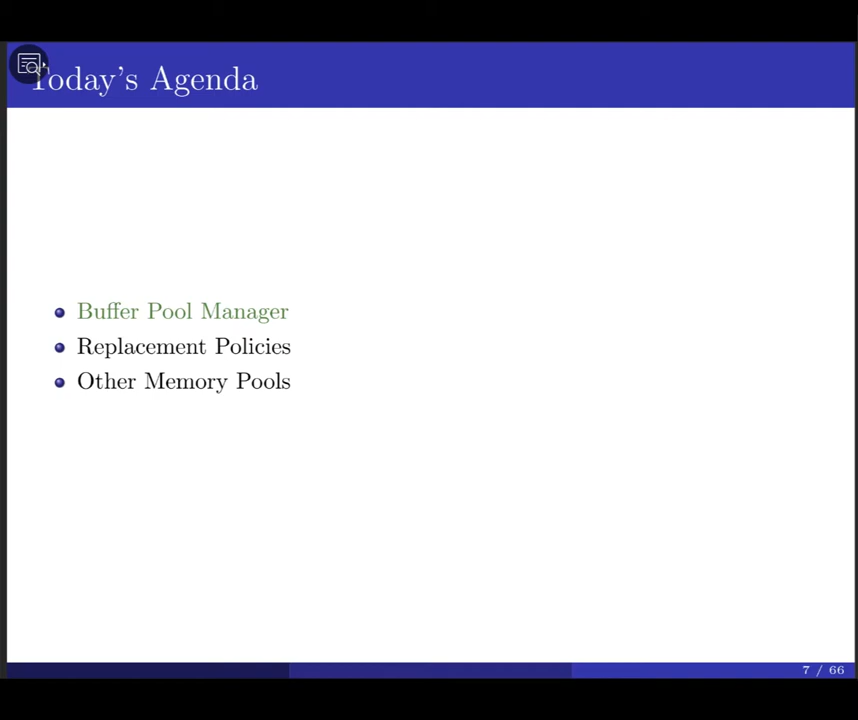 Today's Agenda
Buffer Pool Manager
Replacement Policies
Other Memory Pools
7 / 66